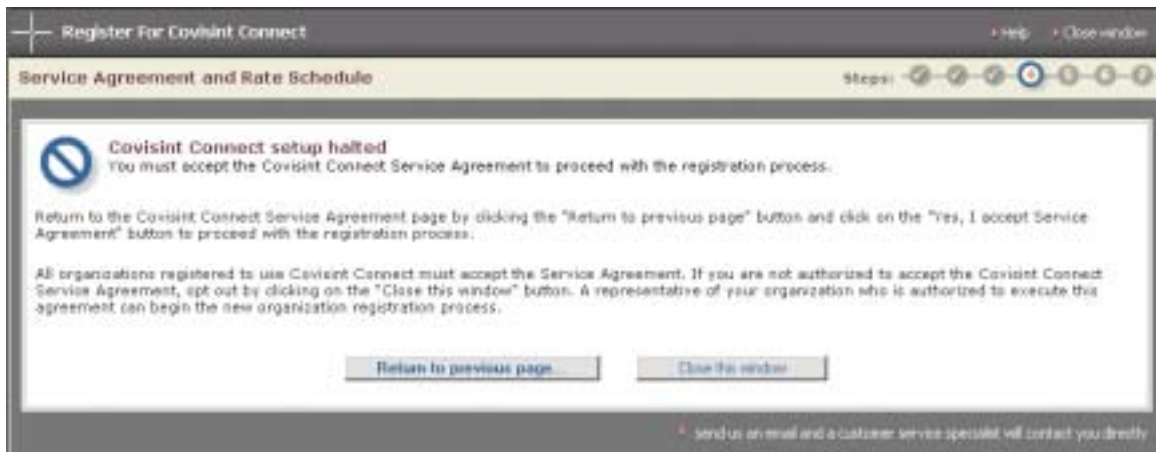 Register For Covisint Connect
Help
Close window
Service Agreement and Rate Schedule
Steps:
Covisint Connect setup halted
You must accept the Covisint Connect Service Agreement to proceed with the registration process.
Return to the Covisint Connect Service Agreement page by clicking the "Return to previous page" button and click on the "Yes, I accept Service
Agreement" button to proceed with the registration process.
All organizations registered to use Covisint Connect must accept the Service Agreement. If you are not authorized to accept the Covisint Connect
Service Agreement, opt out by clicking on the "Close this window" button. A representative of your organization who is authorized to execute this
agreement can begin the new organization registration process.
Return to previous page...
Close this window
send us an email and a customer service specialist will contact you directly